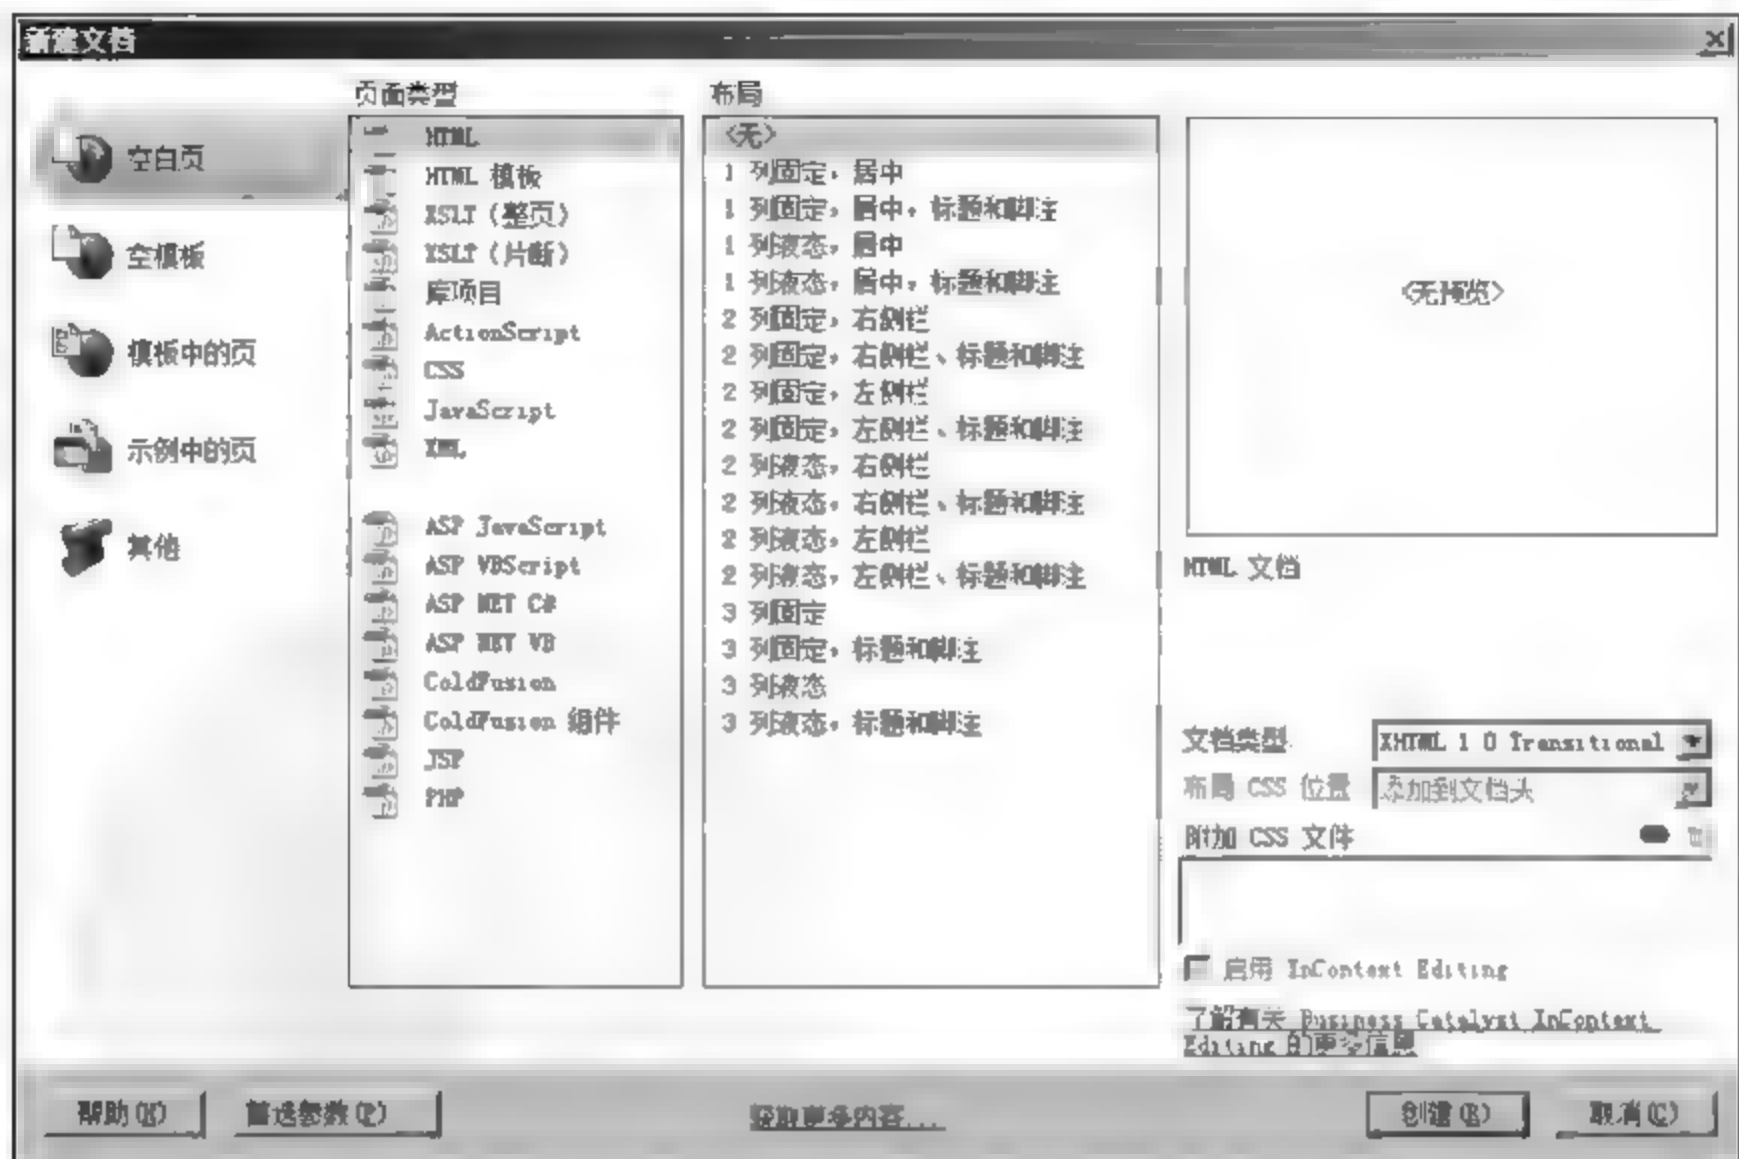 新建文档
空白页
空模板
模板中的页
示例中的页
其他
页面类型
HTML
HTML 模板
XSLT（整页）
XSLT（片断）
库项目
ActionScript
CSS
JavaScript
XML
ASP JavaScript
ASP VBScript
ASP NET C#
ASP NET VB
ColdFusion
ColdFusion 组件
JSP
PHP
布局
<无>
1 列固定，居中
1 列固定，居中，标题和脚注
1 列液态，居中
1 列液态，居中，标题和脚注
2 列固定，右侧栏
2 列固定，右侧栏、标题和脚注
2 列固定，左侧栏
2 列固定，左侧栏、标题和脚注
2 列液态，右侧栏
2 列液态，右侧栏、标题和脚注
2 列液态，左侧栏
2 列液态，左侧栏、标题和脚注
3 列固定
3 列固定，标题和脚注
3 列液态
3 列液态，标题和脚注
<无预览>
HTML 文档
文档类型 XHTML 1 0 Transitional
布局 CSS 位置 添加到文档头
附加 CSS 文件
启用 InContext Editing
了解有关 Business Catalyst InContext
Editing 的更多信息
帮助(H)
首选参数(P)
获取更多内容...
创建(R)
取消(C)